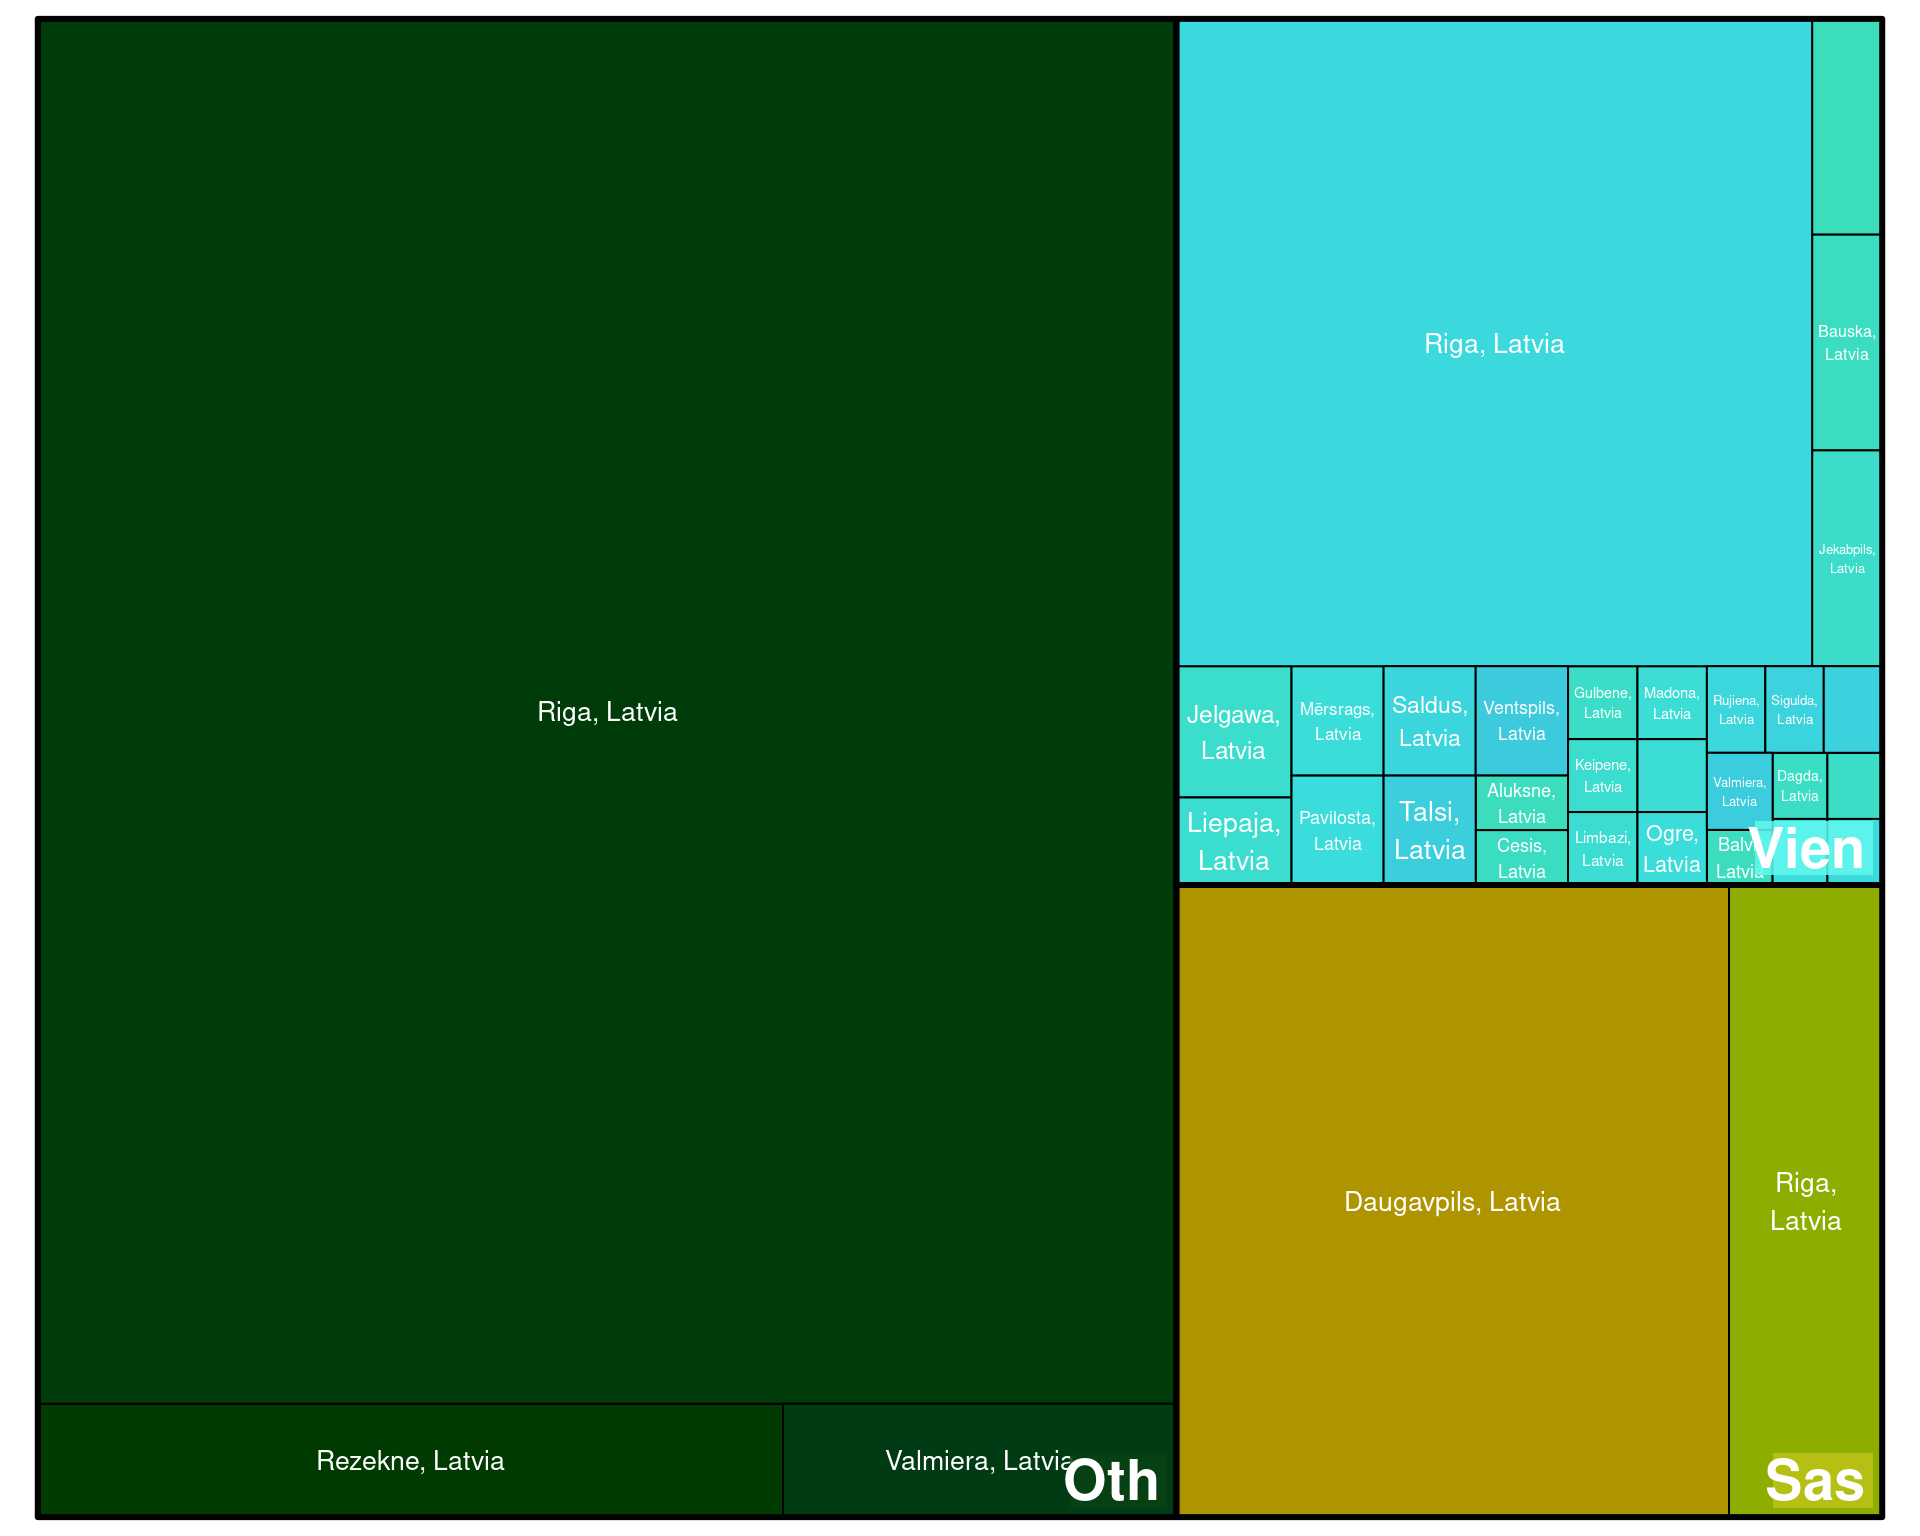 Riga, Latvia
Rezekne, Latvia
Valmiera, Latvia
Oth
Riga, Latvia
Bauska,
Latvia
Jekabpils,
Latvia
Jelgawa,
Latvia
Liepaja,
Latvia
Mērsrags,
Latvia
Pavilosta,
Latvia
Saldus,
Latvia
Talsi,
Latvia
Ventspils,
Latvia
Aluksne,
Latvia
Cesis,
Latvia
Gulbene,
Latvia
Keipene,
Latvia
Limbazi,
Latvia
Madona,
Latvia
Ogre,
Latvia
Rujiena,
Latvia
Sigulda,
Latvia
Valmiera,
Latvia
Dagda,
Latvia
Latvia
Vien
Daugavpils, Latvia
Riga,
Latvia
Sas